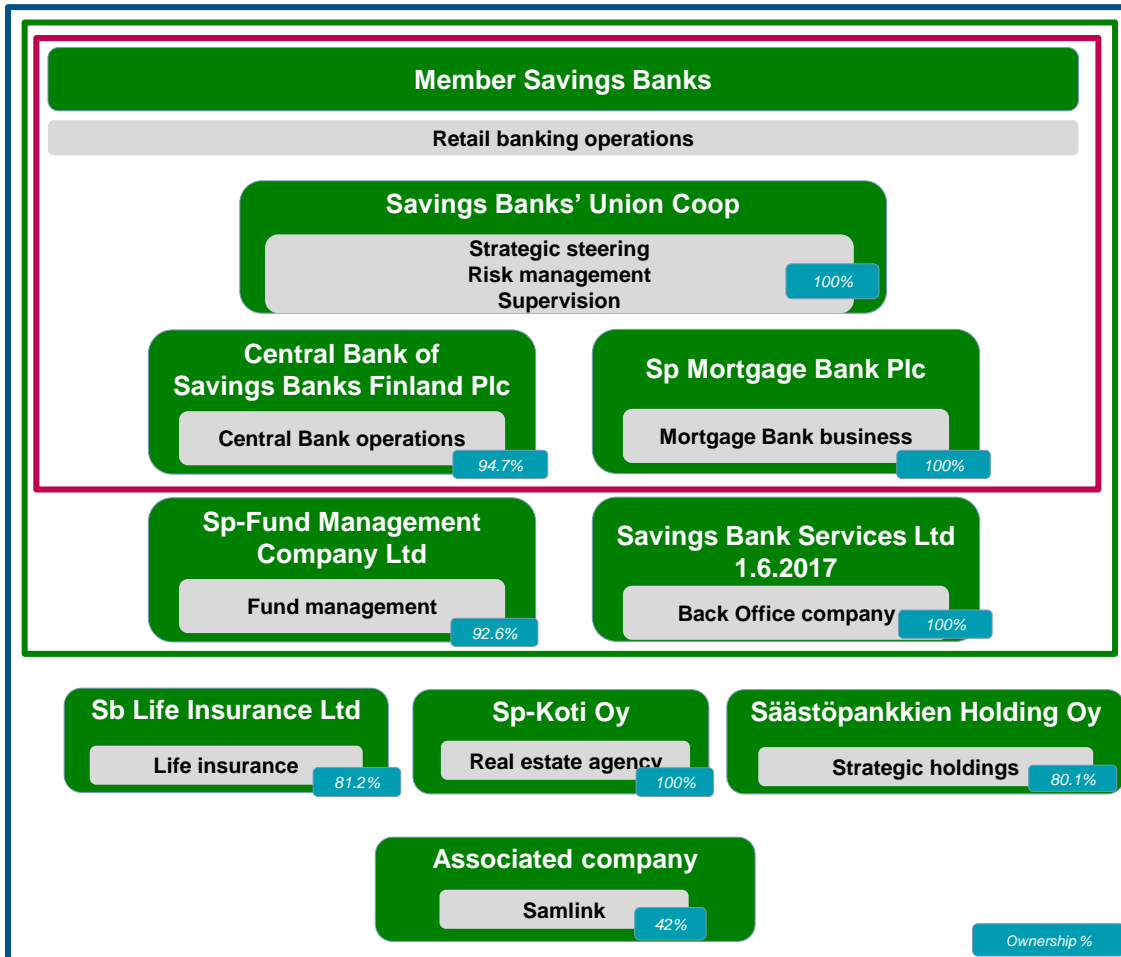 Member Savings Banks
Retail banking operations
Savings Banks’ Union Coop
Strategic steering
Risk management
Supervision
100%
Central Bank of
Savings Banks Finland Plc
Central Bank operations
94.7%
Sp Mortgage Bank Plc
Mortgage Bank business
100%
Sp-Fund Management
Company Ltd
Fund management
92.6%
Savings Bank Services Ltd
1.6.2017
Back Office company
100%
Sb Life Insurance Ltd
Life insurance
81.2%
Sp-Koti Oy
Real estate agency
100%
Säästöpankkien Holding Oy
Strategic holdings
80.1%
Associated company
Samlink
42%
Ownership %